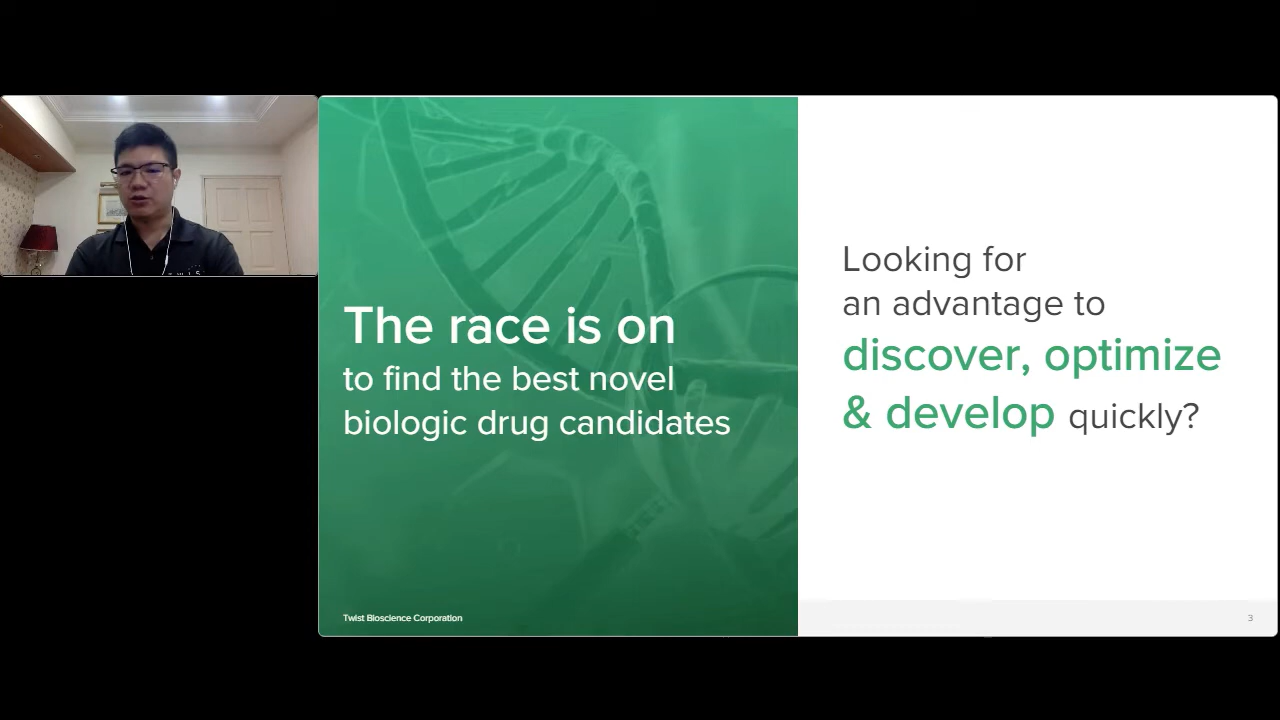 The race is on
to find the best novel
biologic drug candidates
Twist Bioscience Corporation
Looking for
an advantage to
discover, optimize
& develop quickly?
3